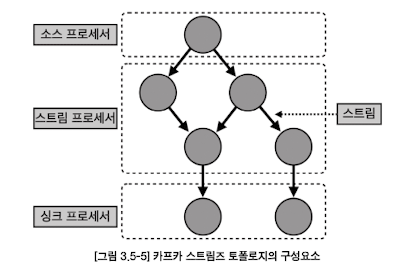 소스 프로세서
스트림 프로세서
스트림
싱크 프로세서
[그림 3.5-5] 카프카 스트림즈 토폴로지의 구성요소